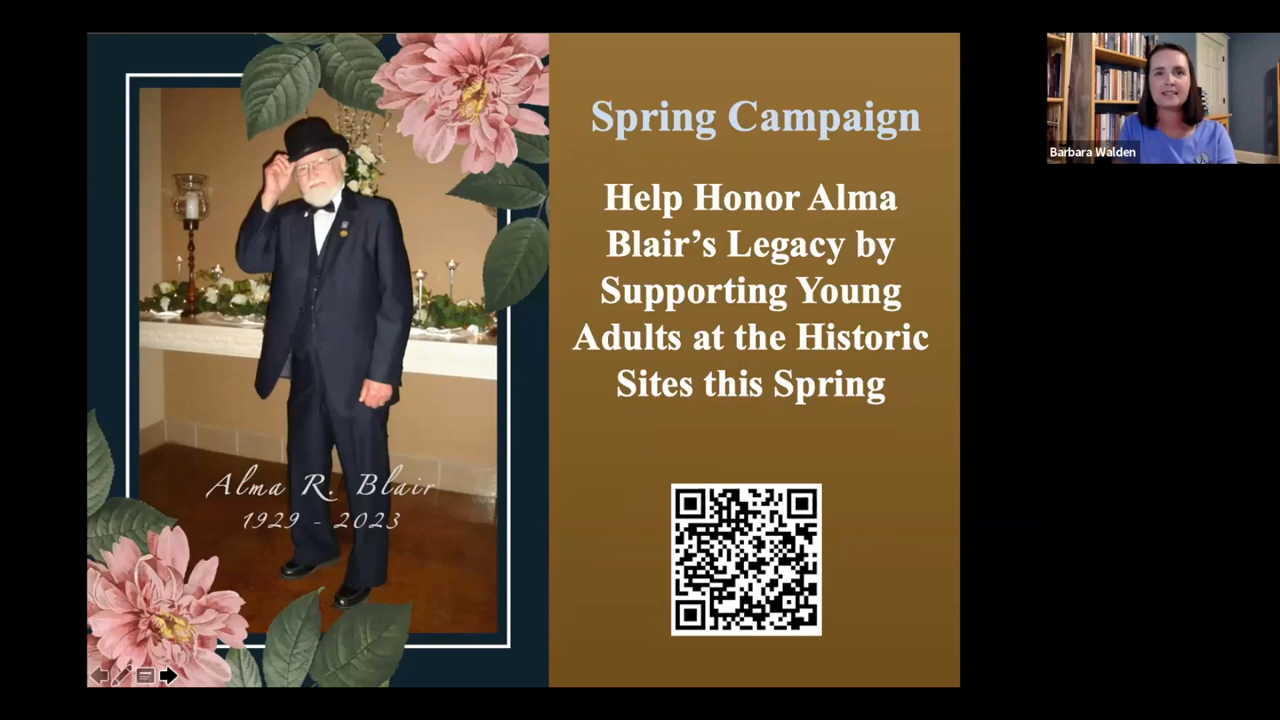 Alma R. Blair
1929 - 2023
Spring Campaign
Help Honor Alma
Blair’s Legacy by
Supporting Young
Adults at the Historic
Sites this Spring
Barbara Walden